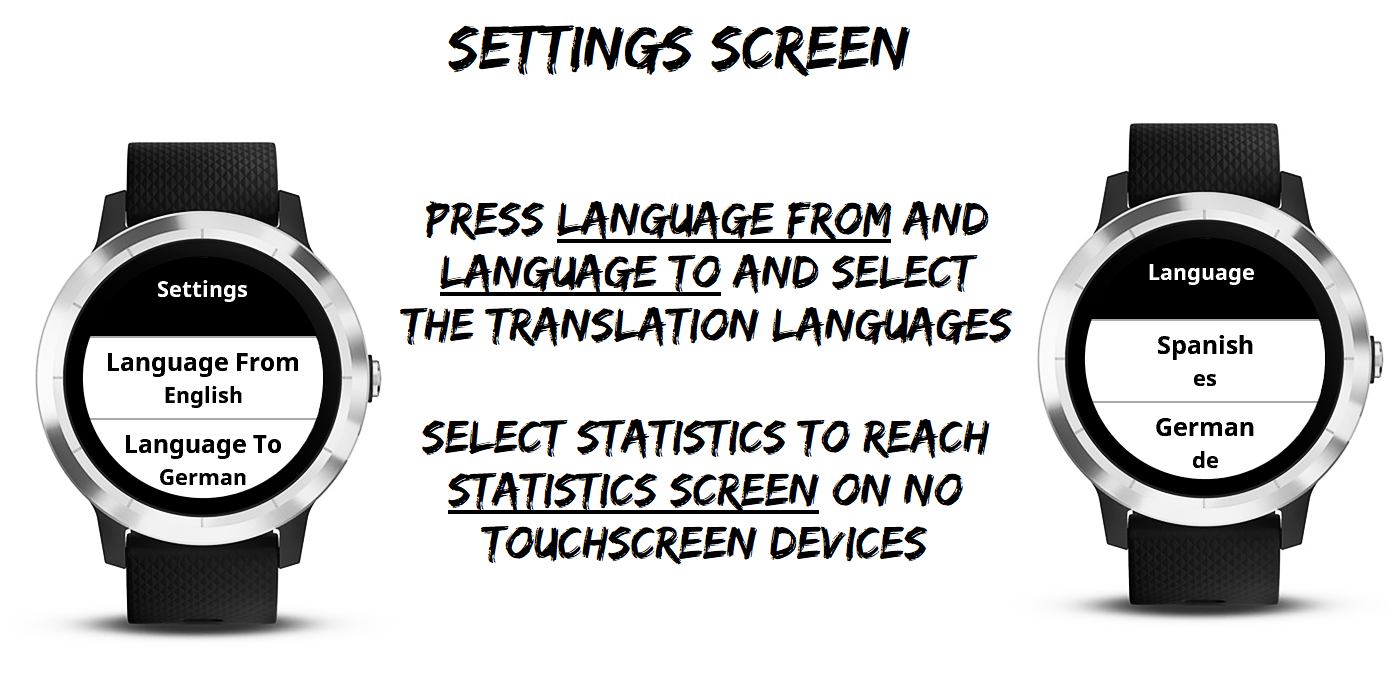 SETTINGS SCREEN
Settings
Language From
English
Language To
German
PRESS LANGUAGE FROM AND
LANGUAGE TO AND SELECT
THE TRANSLATION LANGUAGES
SELECT STATISTICS TO REACH
STATISTICS SCREEN ON NO
TOUCHSCREEN DEVICES
Language
Spanish
es
German
de